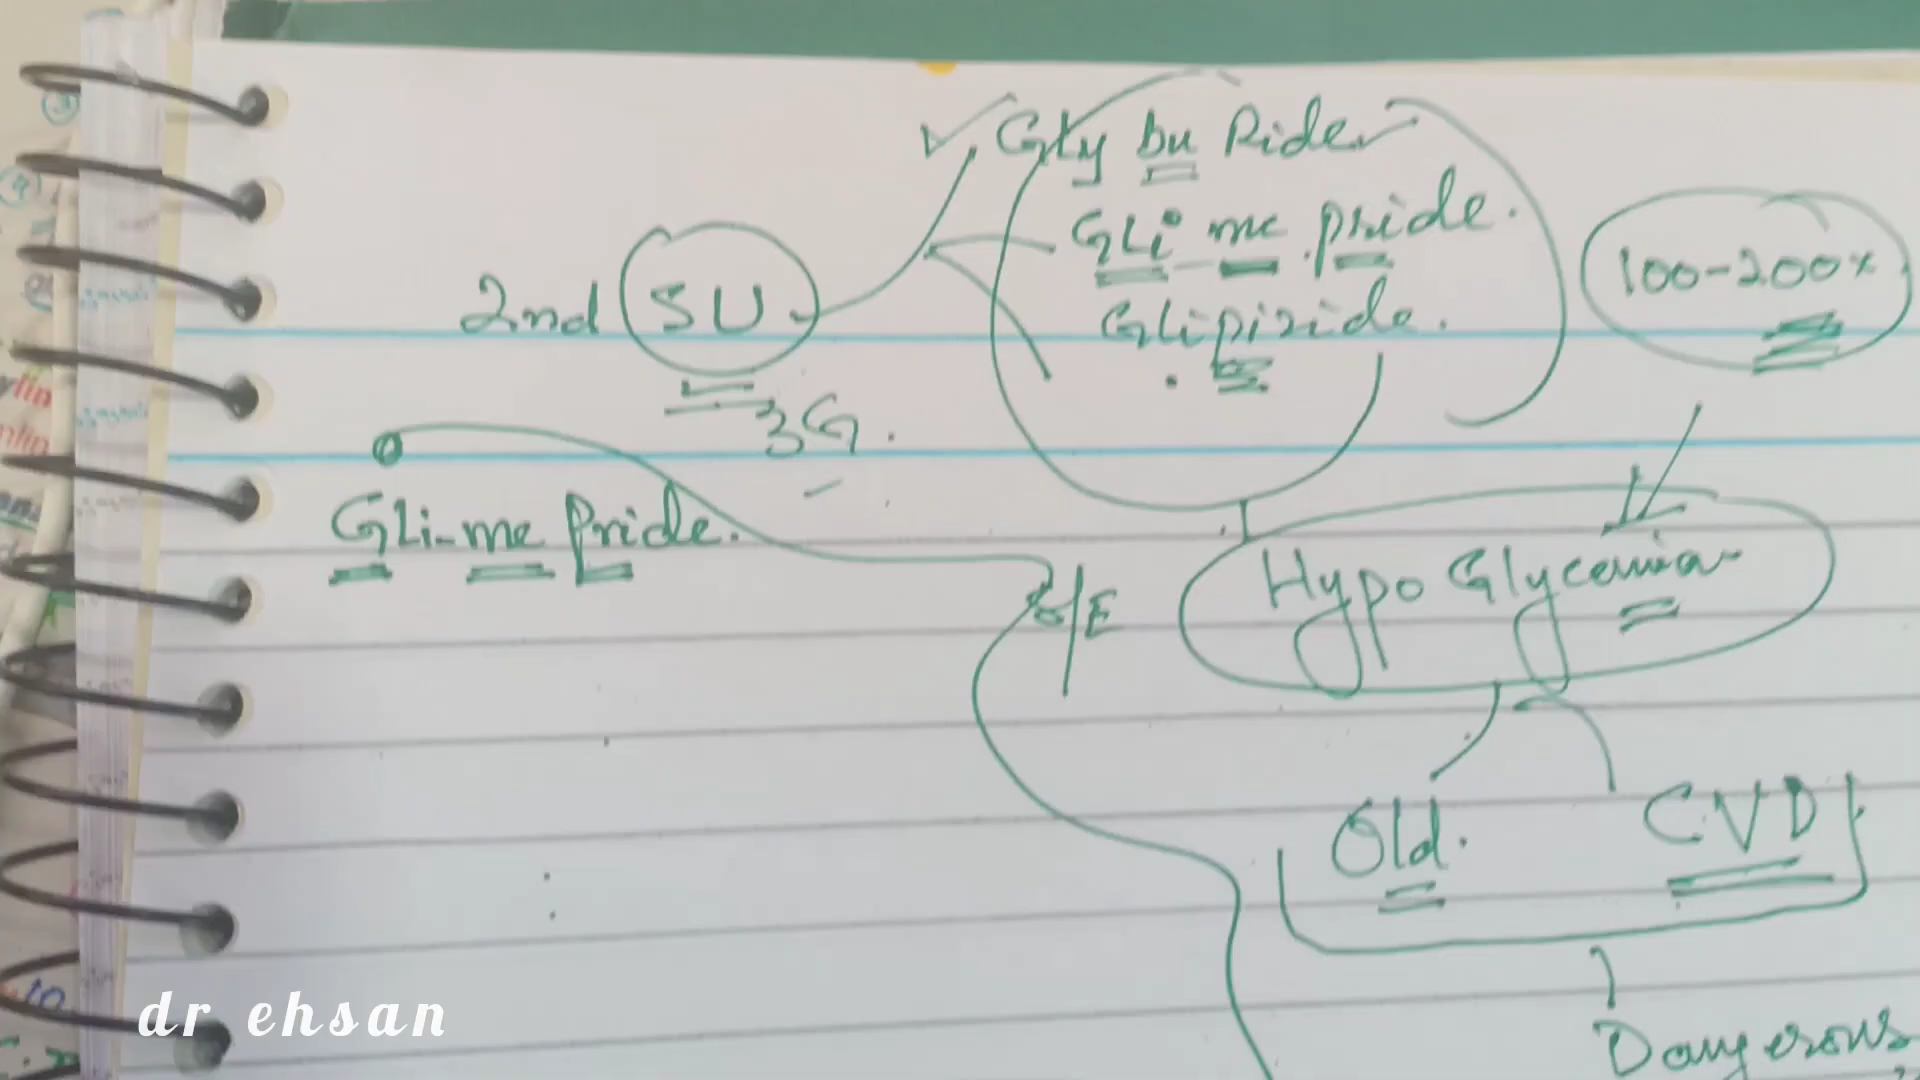 Gly bu Ride
GLi-me.pride.
Glipizide.
2nd SU
100-200x
3G.
GLi-me Pride.
S/E
Hypo Glycemia
Old.
CVD
Dangerous
dr ehsan